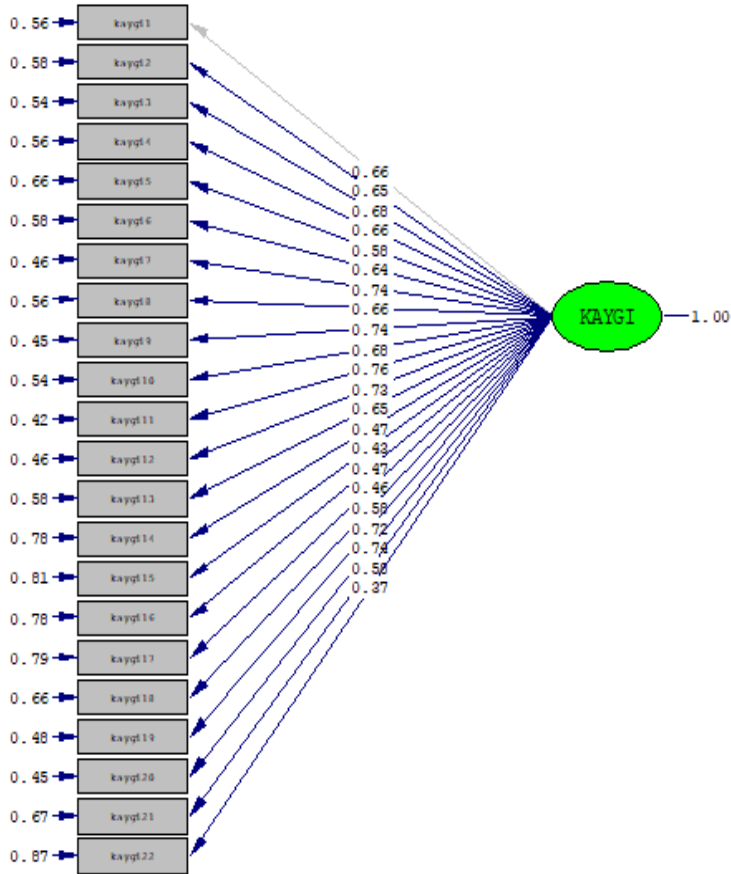 0.56 kaygi1
0.58 kaygi2
0.54 kaygi3
0.56 kaygi4
0.66 kaygi5
0.58 kaygi6
0.46 kaygi7
0.56 kaygi8
0.45 kaygi9
0.54 kaygi10
0.42 kaygi11
0.46 kaygi12
0.58 kaygi13
0.78 kaygi14
0.81 kaygi15
0.78 kaygi16
0.79 kaygi17
0.66 kaygi18
0.48 kaygi19
0.45 kaygi20
0.67 kaygi21
0.87 kaygi22
0.66
0.65
0.68
0.66
0.58
0.64
0.74
0.66
0.74
0.68
0.76
0.73
0.65
0.47
0.43
0.47
0.46
0.58
0.72
0.74
0.58
0.37
KAYGI
1.00